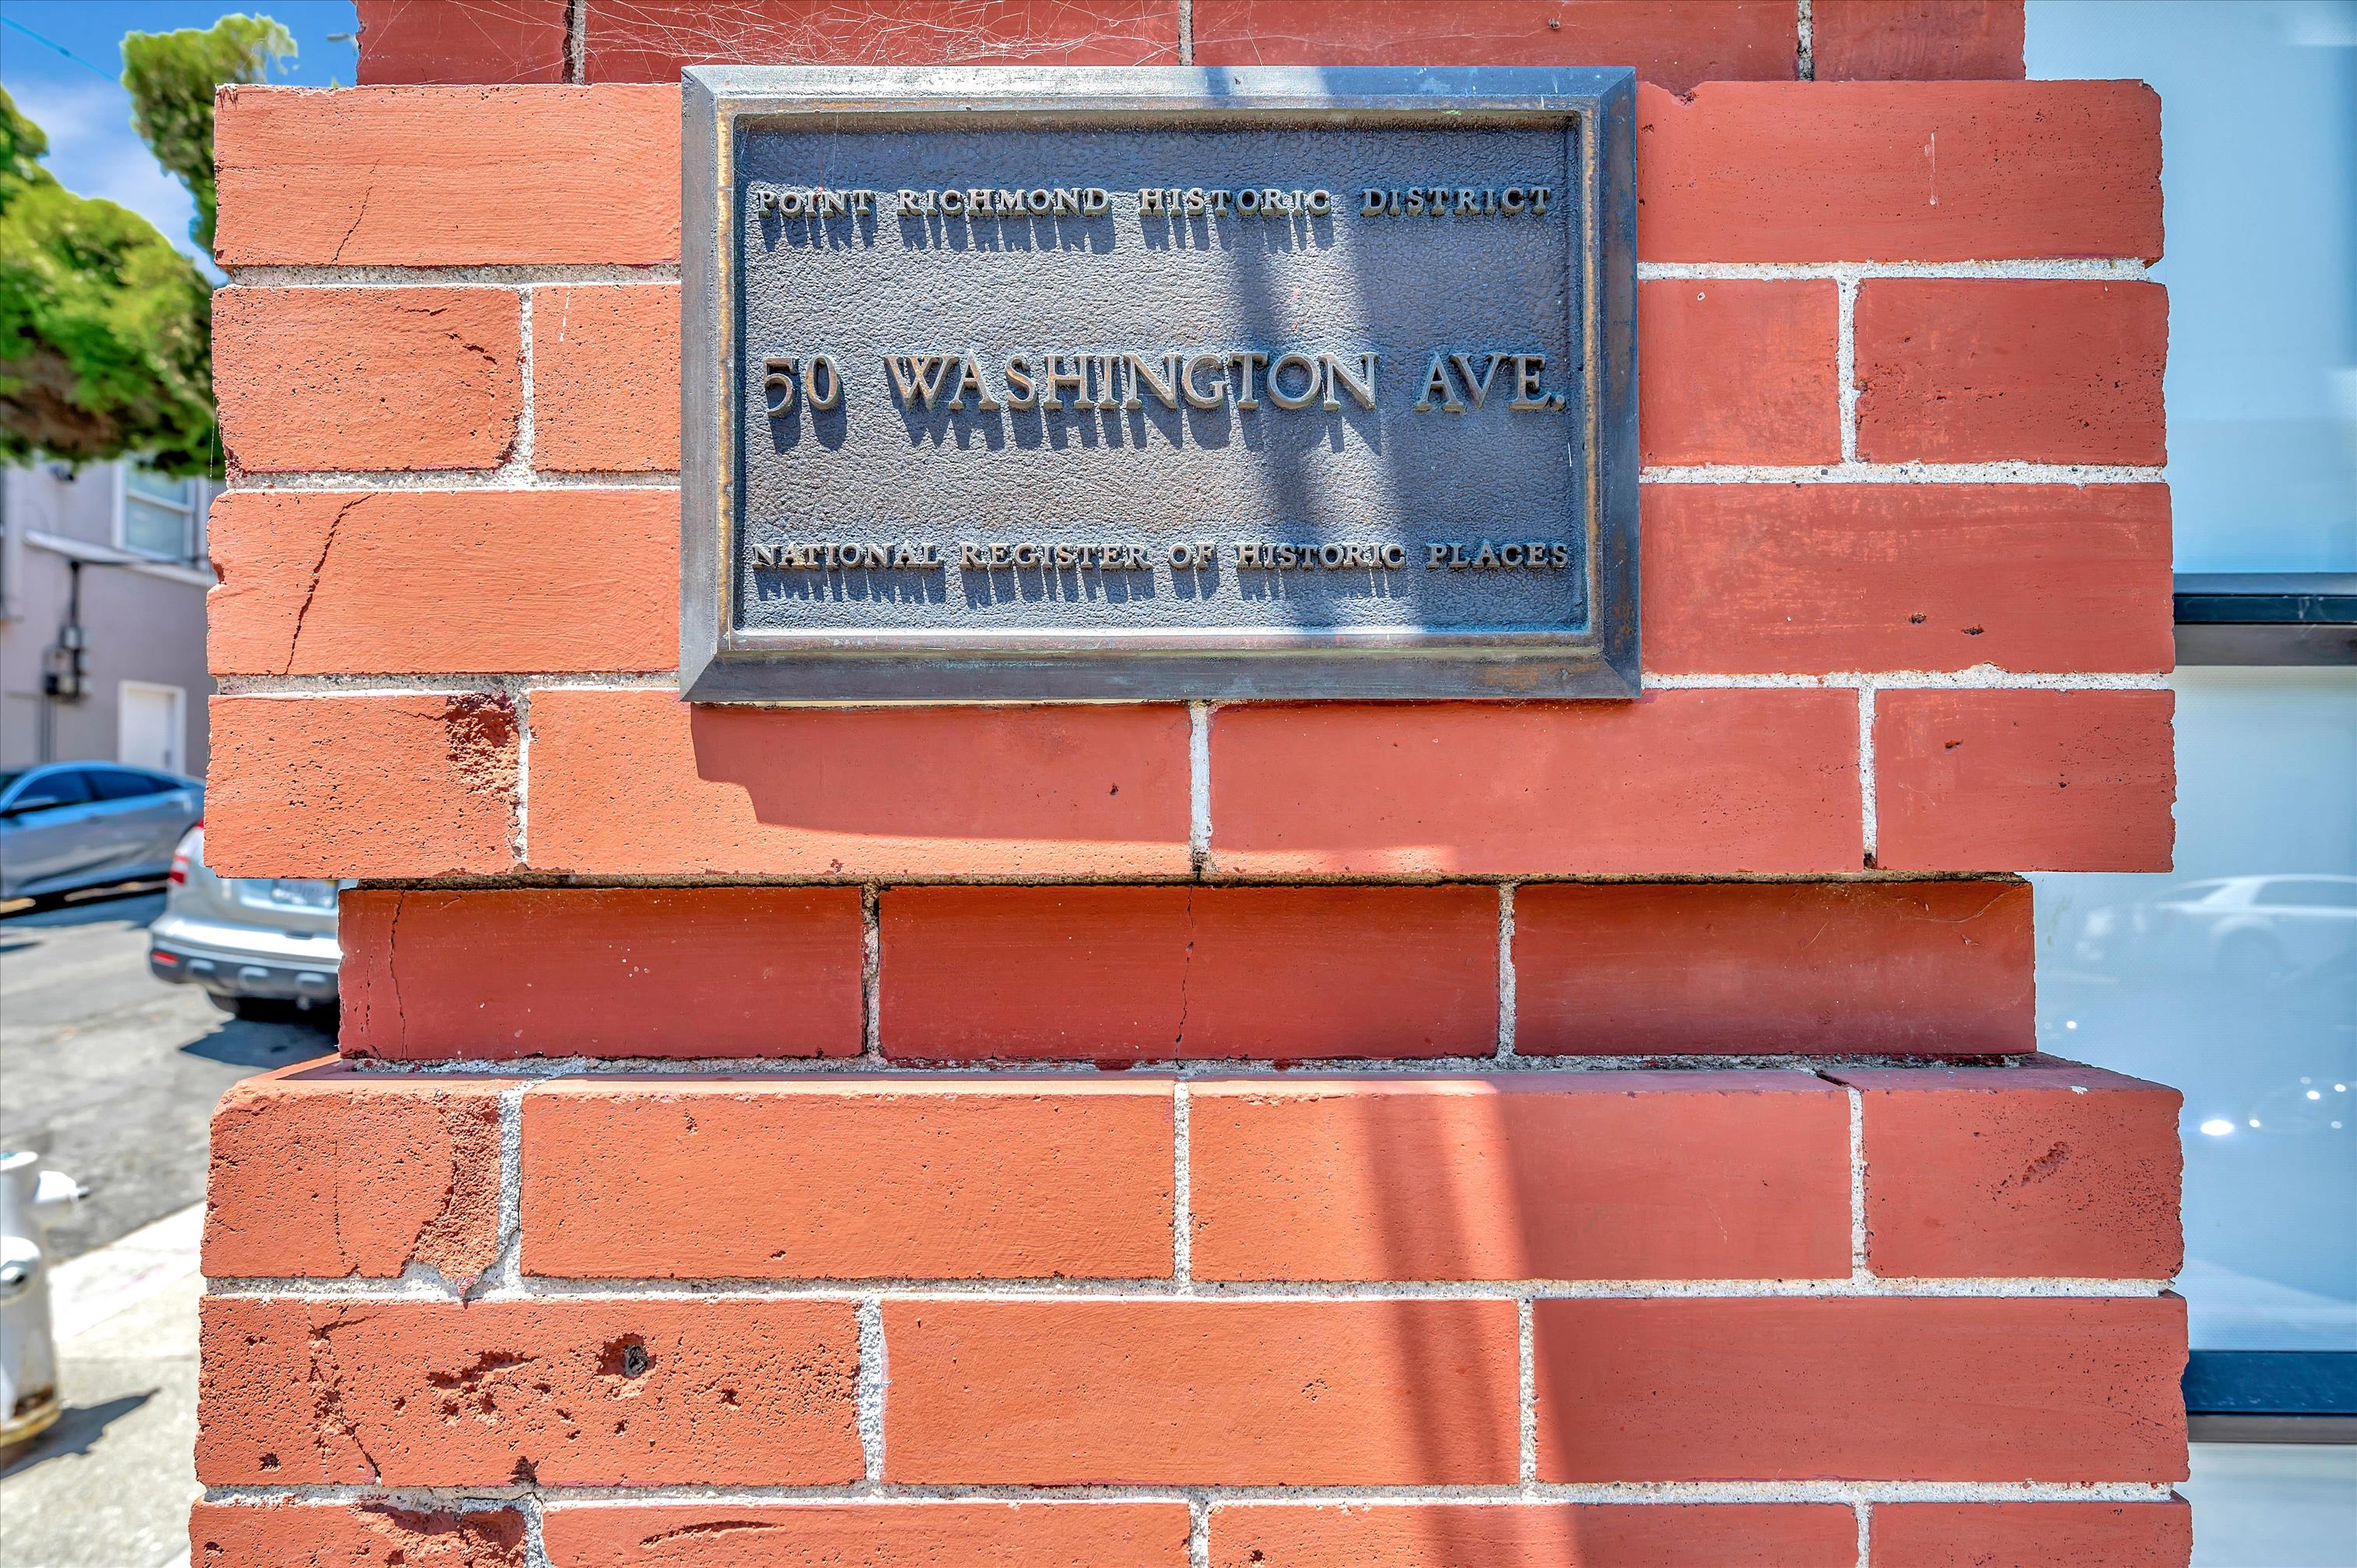 POINT RICHMOND HISTORIC DISTRICT
50 WASHINGTON AVE.
NATIONAL REGISTER OF HISTORIC PLACES